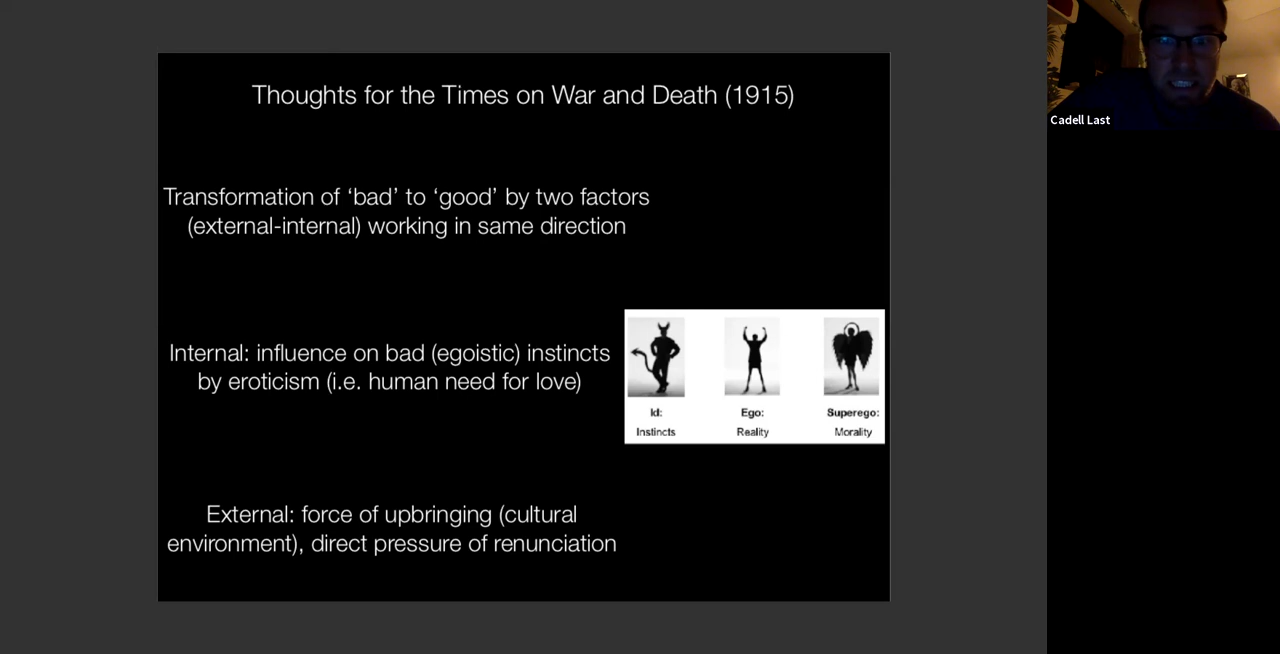 Thoughts for the Times on War and Death (1915)
Transformation of ‘bad’ to ‘good’ by two factors
(external-internal) working in same direction
Internal: influence on bad (egoistic) instincts
by eroticism (i.e. human need for love)
Id:
Instincts
Ego:
Reality
Superego:
Morality
External: force of upbringing (cultural
environment), direct pressure of renunciation
Cadell Last